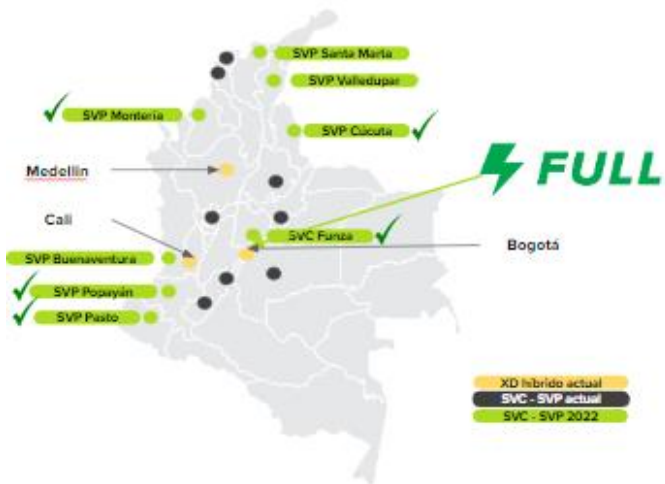 SVP Santa Marta
SVP Valledupar
SVP Montería
SVP Cúcuta
Medellin
FULL
Cali
SVC Funza
Bogotá
SVP Buenaventura
SVP Popayán
SVP Pasto
XD híbrido actual
SVC - SVP actual
SVC - SVP 2022